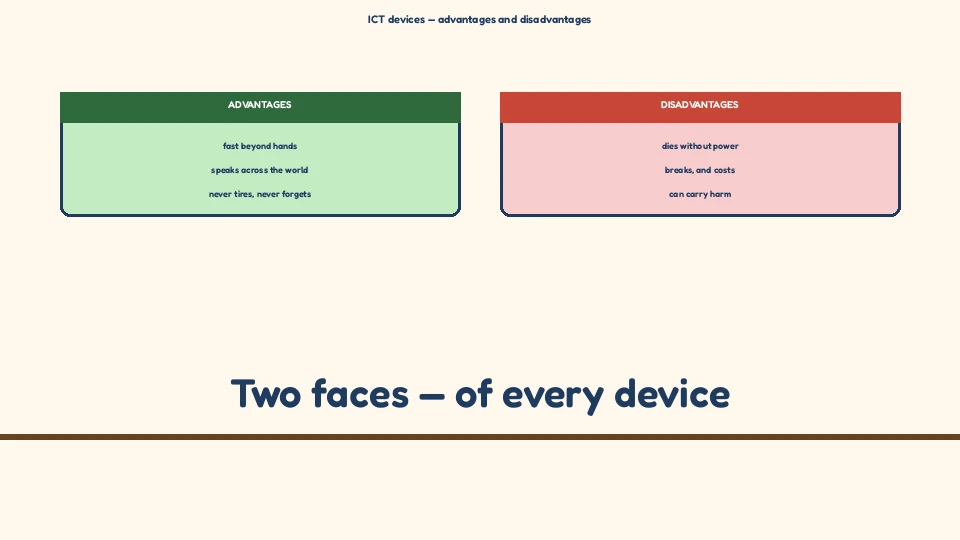 ICT devices — advantages and disadvantages
ADVANTAGES
fast beyond hands
speaks across the world
never tires, never forgets
DISADVANTAGES
dies without power
breaks, and costs
can carry harm
Two faces — of every device